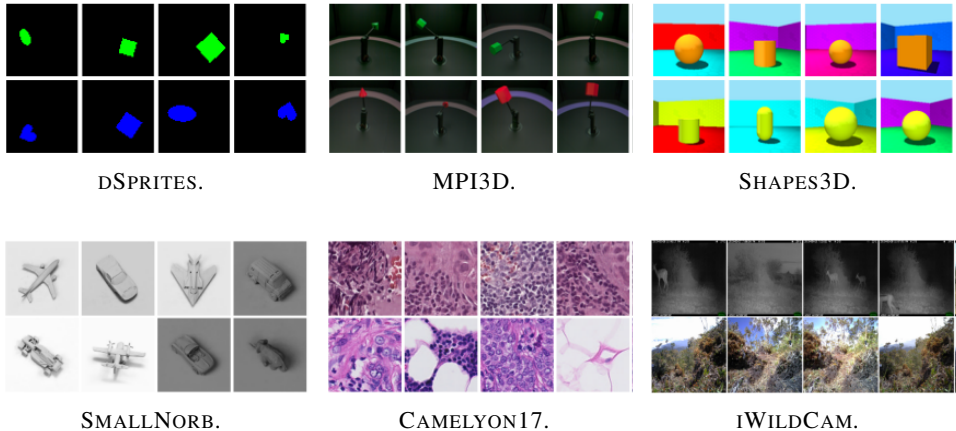 DSPRITES.
MPI3D.
SHAPES3D.
SMALLNORB.
CAMELYON17.
IWILDCAM.